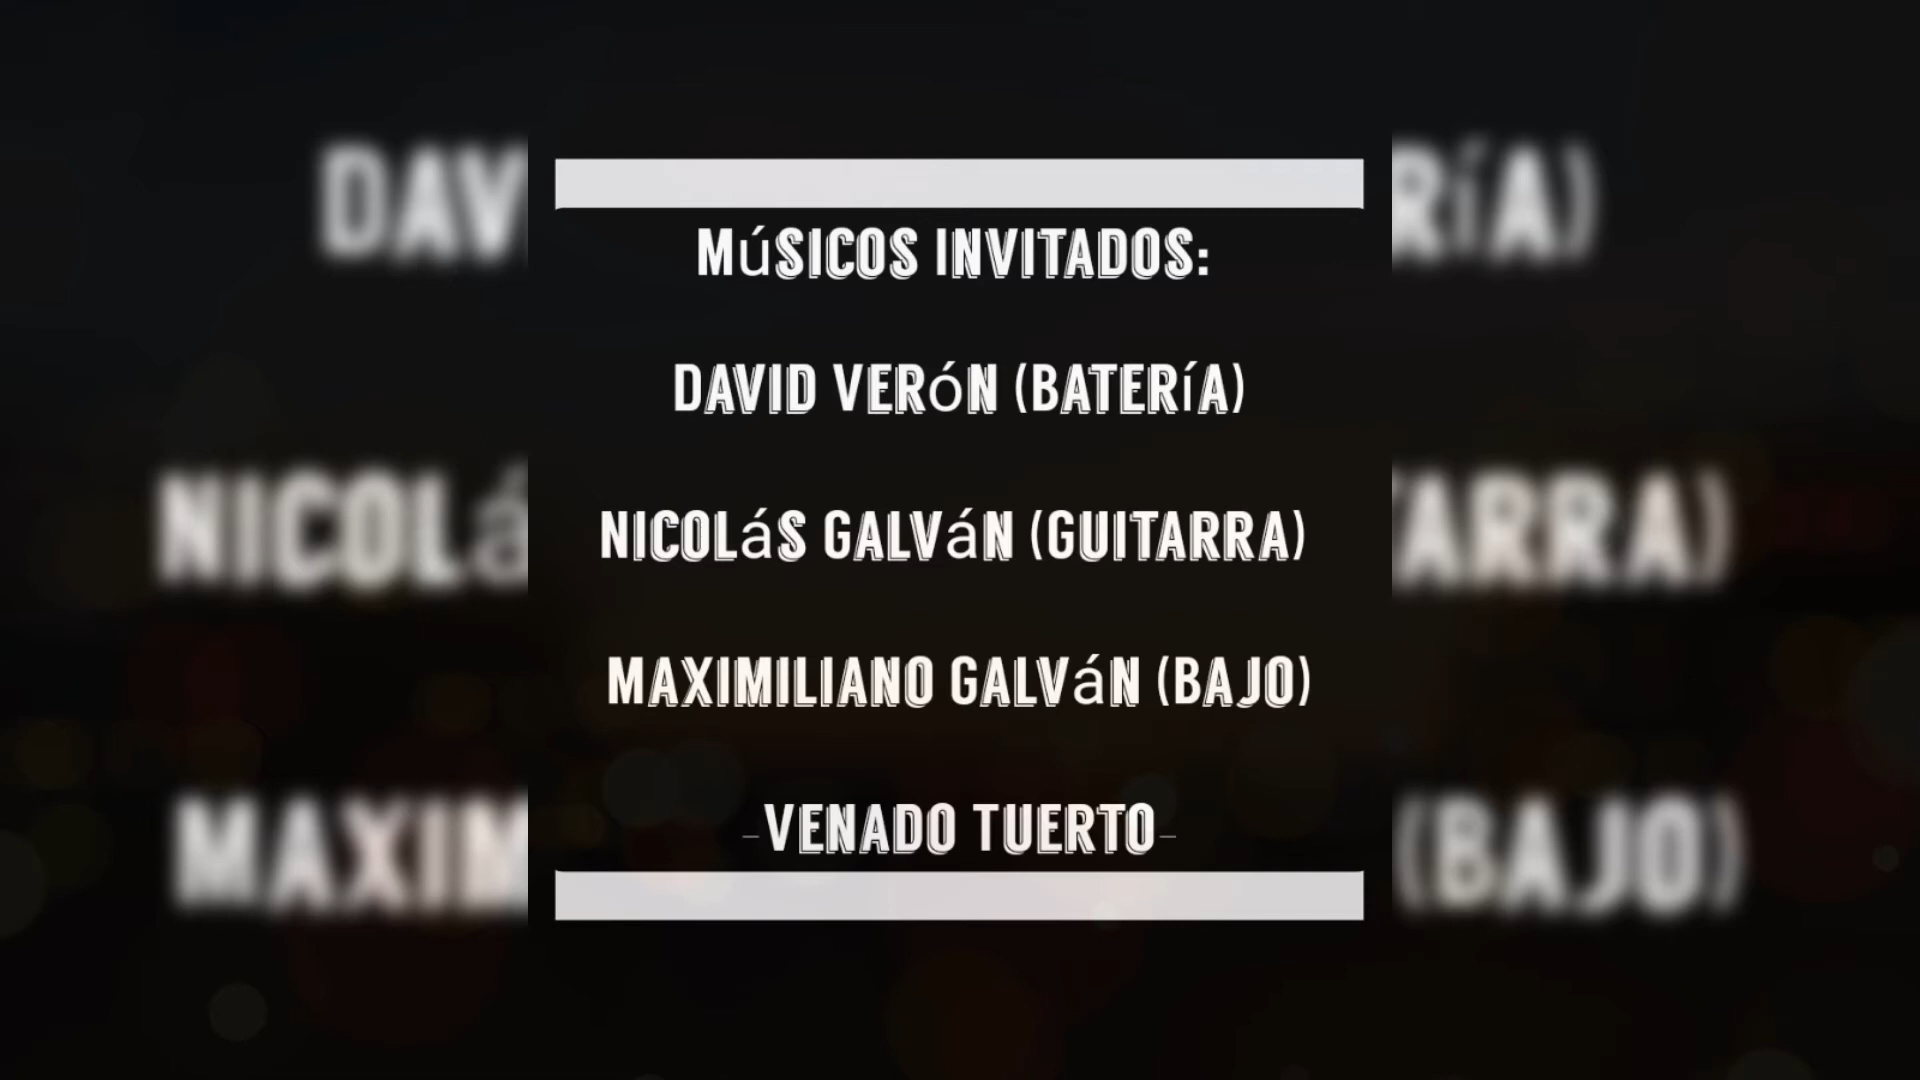 MúSICOS INVITADOS:
DAVID VERóN (BATERíA)
NICOLáS GALVáN (GUITARRA)
MAXIMILIANO GALVáN (BAJO)
-VENADO TUERTO-